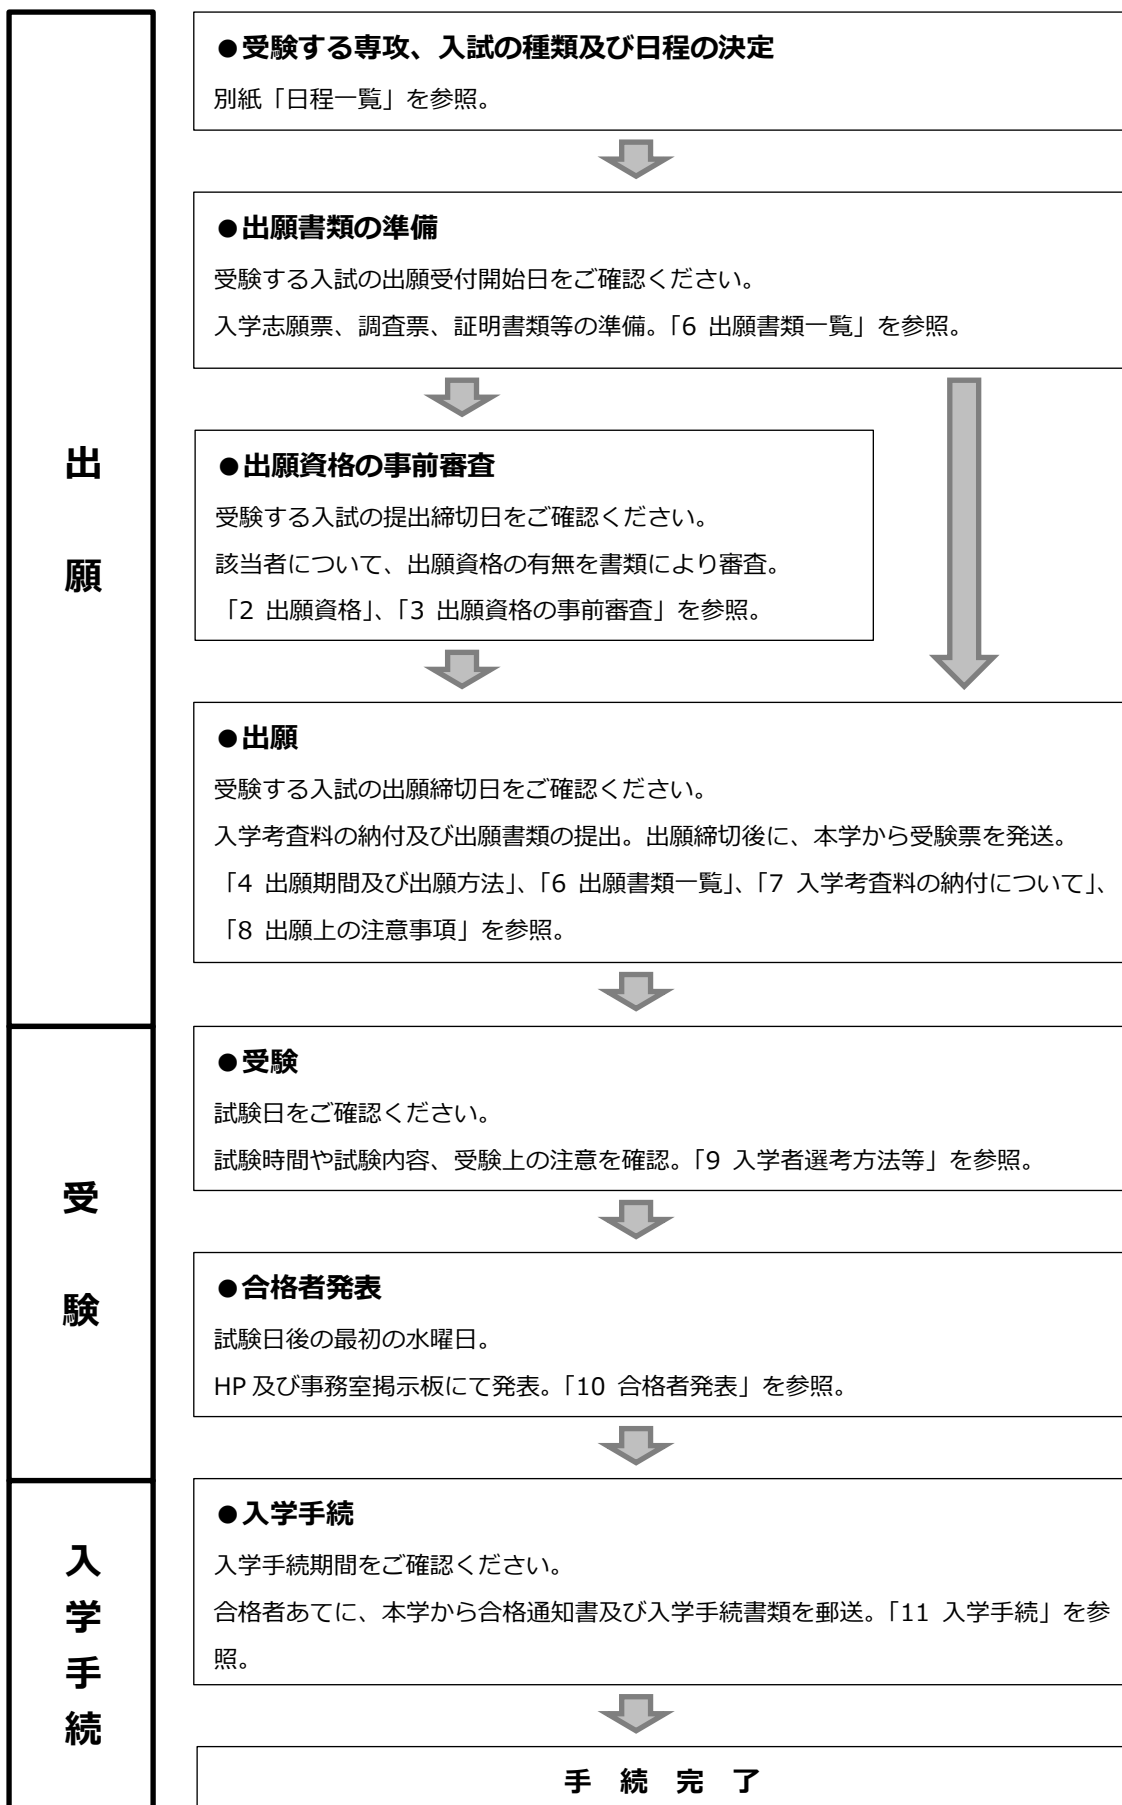 ●受験する専攻、入試の種類及び日程の決定
別紙「日程一覧」を参照。
●出願書類の準備
受験する入試の出願受付開始日をご確認ください。
入学志願票、調査票、証明書類等の準備。「6 出願書類一覧」を参照。
出
願
●出願資格の事前審査
受験する入試の提出締切日をご確認ください。
該当者について、出願資格の有無を書類により審査。
「2 出願資格」、「3 出願資格の事前審査」を参照。
●出願
受験する入試の出願締切日をご確認ください。
入学考査料の納付及び出願書類の提出。出願締切後に、本学から受験票を発送。
「4 出願期間及び出願方法」、「6 出願書類一覧」、「7 入学考査料の納付について」、
「8 出願上の注意事項」を参照。
受
験
●受験
試験日をご確認ください。
試験時間や試験内容、受験上の注意を確認。「9 入学者選考方法等」を参照。
●合格者発表
試験日後の最初の水曜日。
HP 及び事務室掲示板にて発表。「10 合格者発表」を参照。
入
学
手
続
●入学手続
入学手続期間をご確認ください。
合格者あてに、本学から合格通知書及び入学手続書類を郵送。「11 入学手続」を参
照。
手 続 完 了